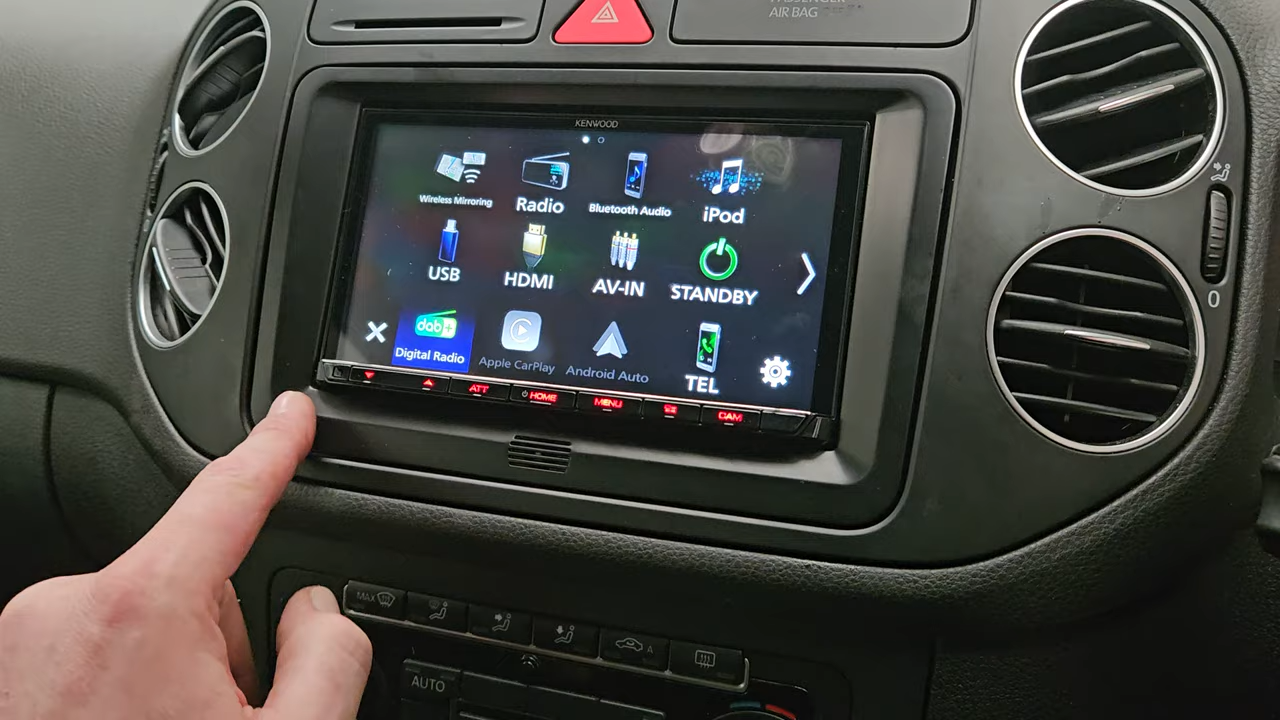 PASSENGER
AIR BAG
KENWOOD
Wireless Mirroring
Radio
Bluetooth Audio
iPod
USB
HDMI
AV-IN
STANDBY
dab+
Digital Radio
Apple CarPlay
Android Auto
TEL
ATT
HOME
MENU
CAM
0
MAX
A
AUTO